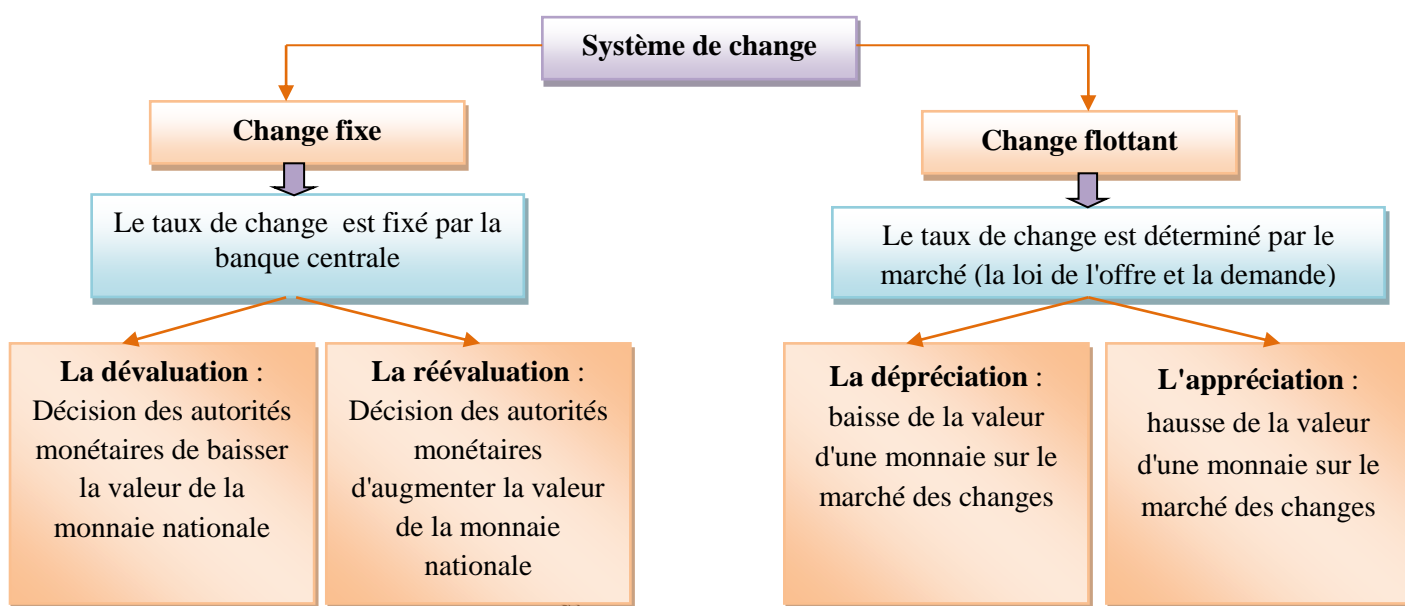 Système de change
Change fixe
Le taux de change est fixé par la
banque centrale
La dévaluation :
Décision des autorités
monétaires de baisser
la valeur de la
monnaie nationale
La réévaluation :
Décision des autorités
monétaires
d'augmenter la valeur
de la monnaie
nationale
Change flottant
Le taux de change est déterminé par le
marché (la loi de l'offre et la demande)
La dépréciation :
baisse de la valeur
d'une monnaie sur le
marché des changes
L'appréciation :
hausse de la valeur
d'une monnaie sur le
marché des changes